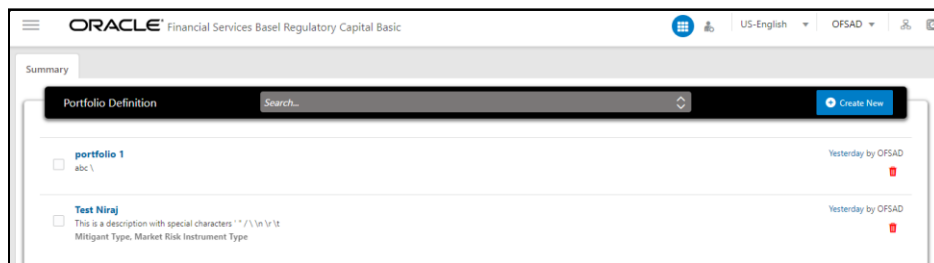 ORACLE® Financial Services Basel Regulatory Capital Basic
US-English
OFSAD
Summary
Portfolio Definition
Search...
Create New
portfolio 1
Yesterday by OFSAD
abc \
Test Niraj
Yesterday by OFSAD
This is a description with special characters ' " / \ \n \r \t
Mitigant Type, Market Risk Instrument Type